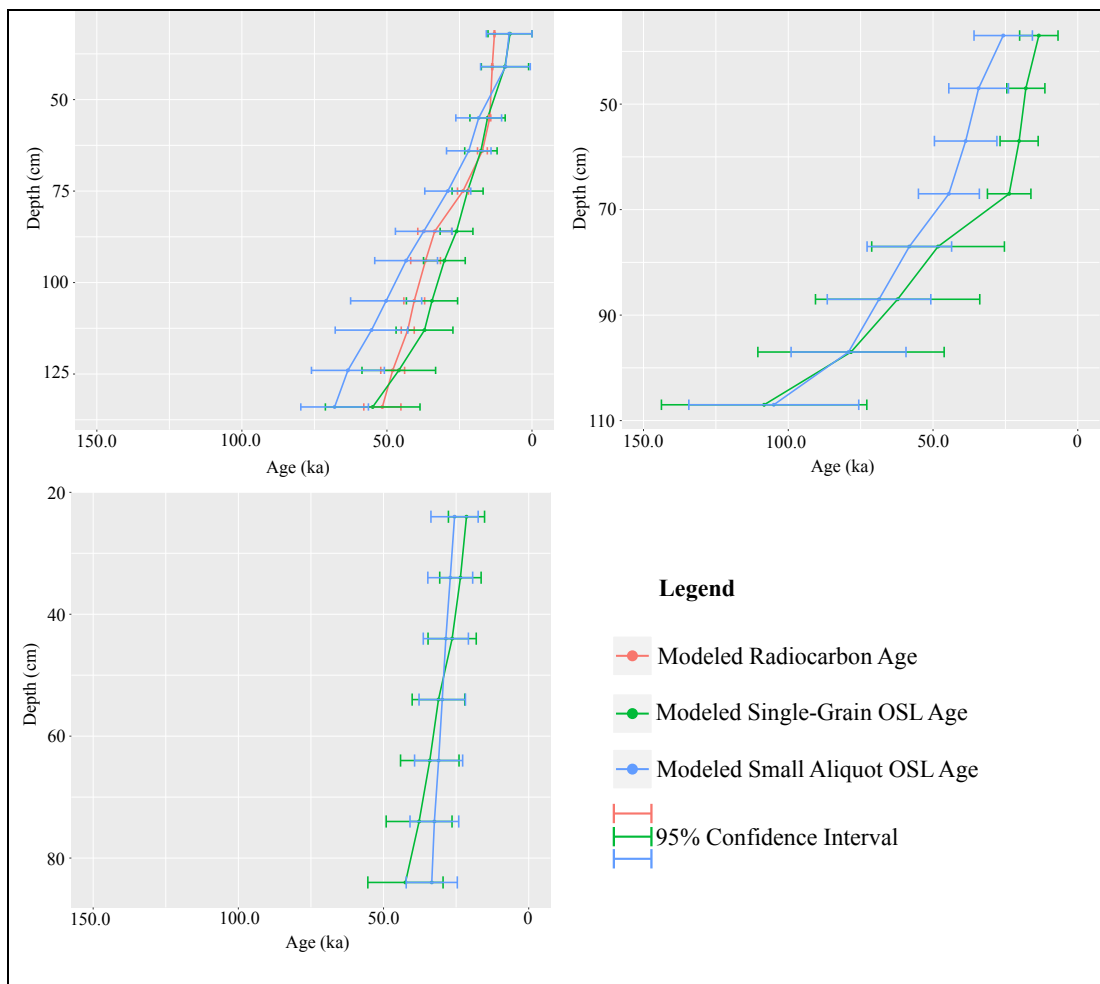 50
75
100
125
Depth (cm)
150.0 100.0 50.0 0
Age (ka)
50
70
90
110
Depth (cm)
150.0 100.0 50.0 0
Age (ka)
20
40
60
80
Depth (cm)
150.0 100.0 50.0 0
Age (ka)
Legend
Modeled Radiocarbon Age
Modeled Single-Grain OSL Age
Modeled Small Aliquot OSL Age
95% Confidence Interval